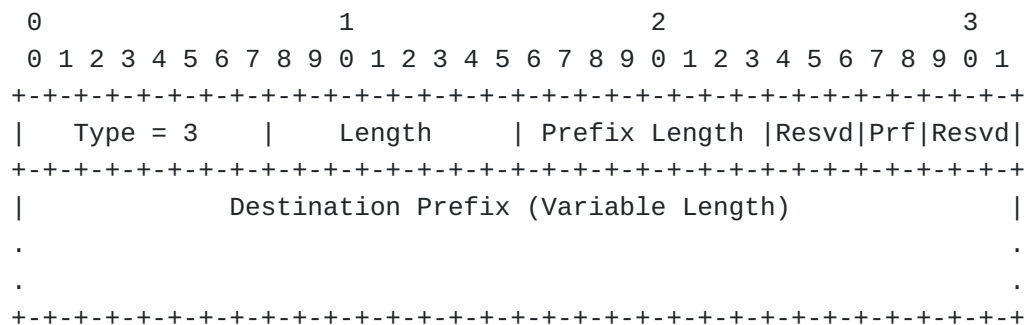 0                   1                   2                   3
 0 1 2 3 4 5 6 7 8 9 0 1 2 3 4 5 6 7 8 9 0 1 2 3 4 5 6 7 8 9 0 1
+-+-+-+-+-+-+-+-+-+-+-+-+-+-+-+-+-+-+-+-+-+-+-+-+-+-+-+-+-+-+-+-+
|   Type = 3    |    Length     | Prefix Length |Resvd|Prf|Resvd|
+-+-+-+-+-+-+-+-+-+-+-+-+-+-+-+-+-+-+-+-+-+-+-+-+-+-+-+-+-+-+-+-+
|             Destination Prefix (Variable Length)              |
.                                                               .
.                                                               .
+-+-+-+-+-+-+-+-+-+-+-+-+-+-+-+-+-+-+-+-+-+-+-+-+-+-+-+-+-+-+-+-+